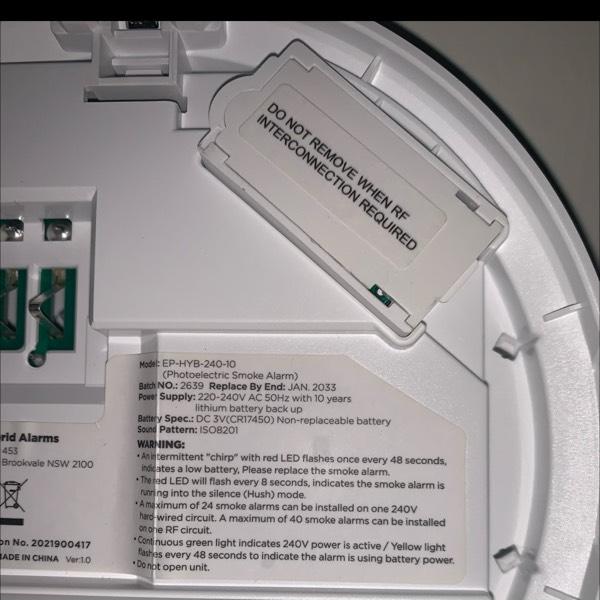 DO NOT REMOVE WHEN RF
INTERCONNECTION REQUIRED
Model: EP-HYB-240-10
(Photoelectric Smoke Alarm)
Batch NO.: 2639 Replace By End: JAN. 2033
Power Supply: 220-240V AC 50Hz with 10 years
lithium battery back up
Battery Spec.: DC 3V(CR17450) Non-replaceable battery
Sound Pattern: ISO8201
WARNING:
• An intermittent "chirp" with red LED flashes once every 48 seconds,
indicates a low battery, Please replace the smoke alarm.
• The red LED will flash every 8 seconds, indicates the smoke alarm is
running into the silence (Hush) mode.
• A maximum of 24 smoke alarms can be installed on one 240V
hard-wired circuit. A maximum of 40 smoke alarms can be installed
on one RF circuit.
• Continuous green light indicates 240V power is active / Yellow light
flashes every 48 seconds to indicate the alarm is using battery power.
• Do not open unit.
rid Alarms
453
Brookvale NSW 2100
on No. 2021900417
MADE IN CHINA Ver:1.0